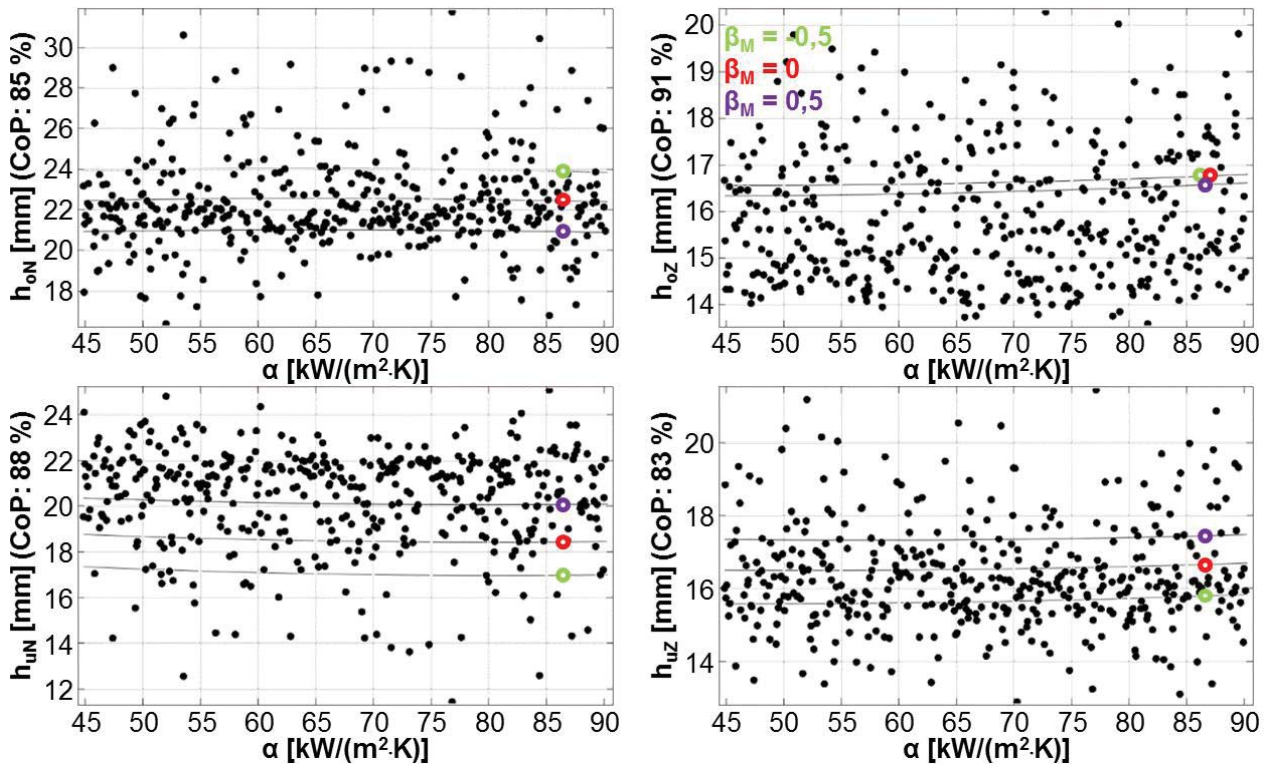 30
28
26
24
22
20
18
h_oN [mm] (CoP: 85 %)
45 50 55 60 65 70 75 80 85 90
α [kW/(m²·K)]
β_M = -0,5
β_M = 0
β_M = 0,5
20
19
18
17
16
15
14
h_oZ [mm] (CoP: 91 %)
45 50 55 60 65 70 75 80 85 90
α [kW/(m²·K)]
24
22
20
18
16
14
12
h_uN [mm] (CoP: 88 %)
45 50 55 60 65 70 75 80 85 90
α [kW/(m²·K)]
20
18
16
14
h_uZ [mm] (CoP: 83 %)
45 50 55 60 65 70 75 80 85 90
α [kW/(m²·K)]